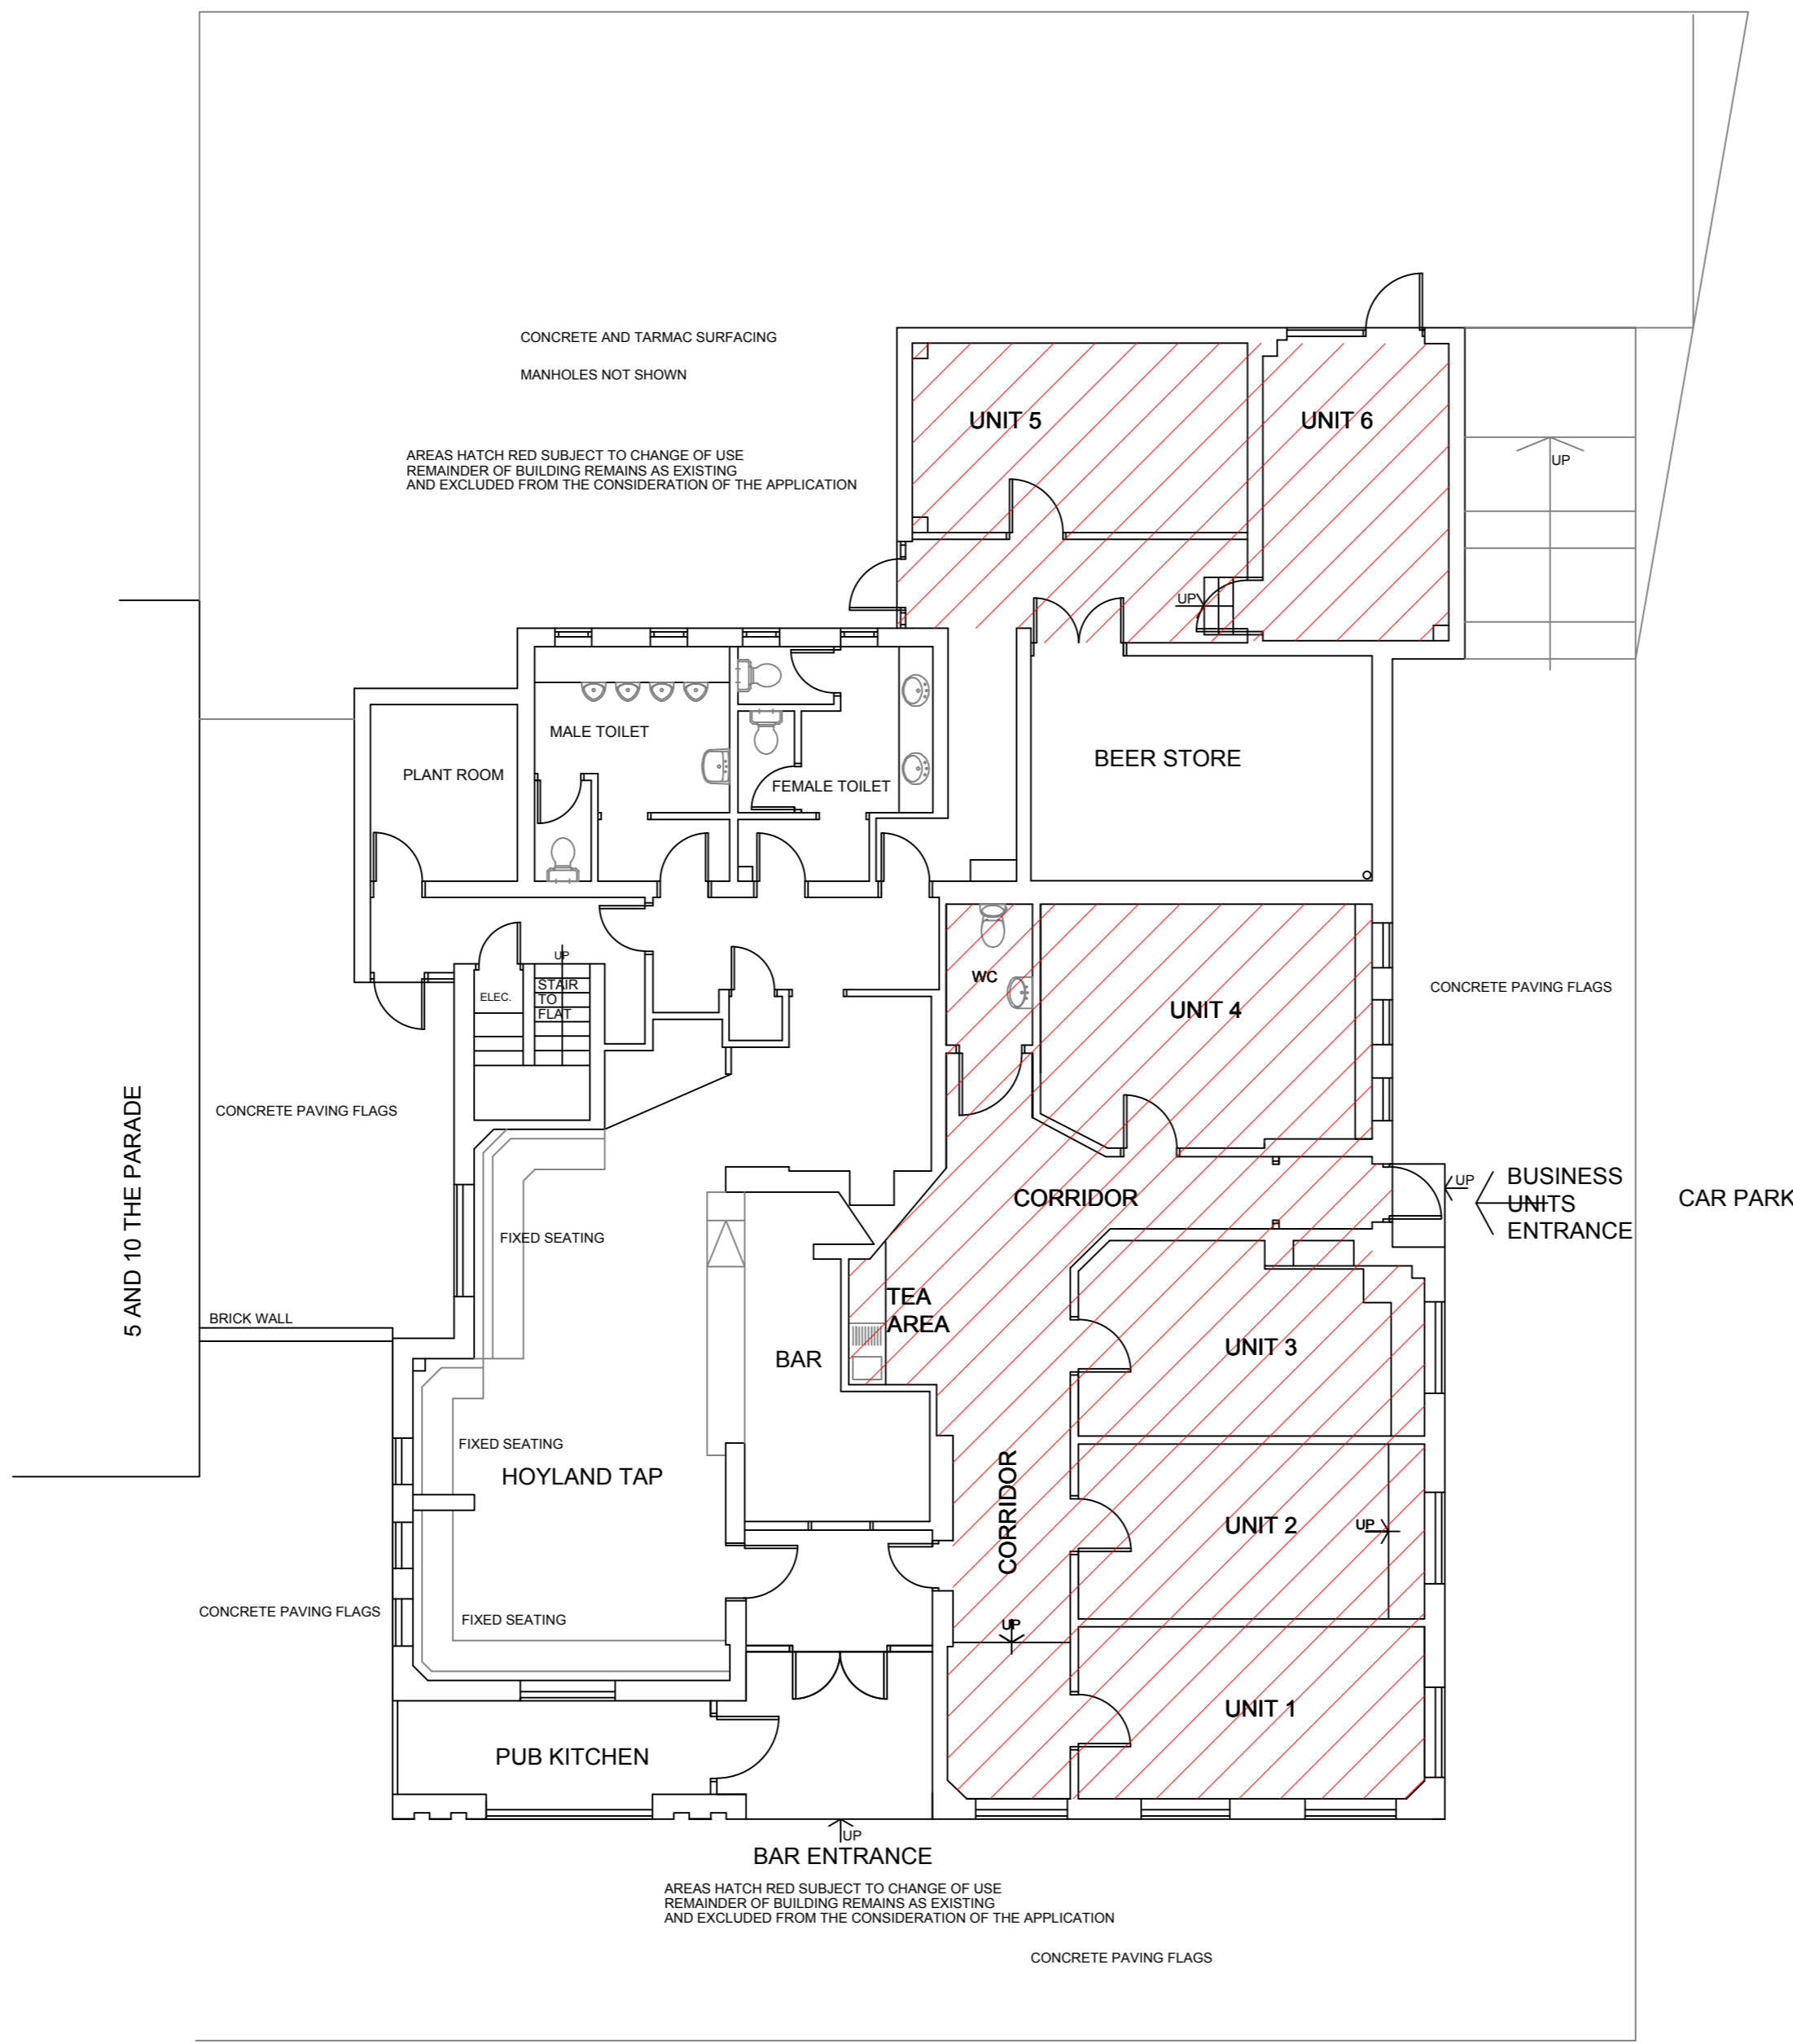 CONCRETE AND TARMAC SURFACING
MANHOLES NOT SHOWN
AREAS HATCH RED SUBJECT TO CHANGE OF USE
REMAINDER OF BUILDING REMAINS AS EXISTING
AND EXCLUDED FROM THE CONSIDERATION OF THE APPLICATION
UNIT 5
UNIT 6
UP
UP
MALE TOILET
PLANT ROOM
FEMALE TOILET
BEER STORE
UP
ELEC.
STAIR
TO
FLAT
WC
UNIT 4
CONCRETE PAVING FLAGS
5 AND 10 THE PARADE
CONCRETE PAVING FLAGS
CORRIDOR
UP
BUSINESS
UNITS
ENTRANCE
CAR PARK
FIXED SEATING
BRICK WALL
TEA
AREA
BAR
UNIT 3
FIXED SEATING
HOYLAND TAP
CORRIDOR
UNIT 2
UP
CONCRETE PAVING FLAGS
FIXED SEATING
UP
UNIT 1
PUB KITCHEN
UP
BAR ENTRANCE
AREAS HATCH RED SUBJECT TO CHANGE OF USE
REMAINDER OF BUILDING REMAINS AS EXISTING
AND EXCLUDED FROM THE CONSIDERATION OF THE APPLICATION
CONCRETE PAVING FLAGS